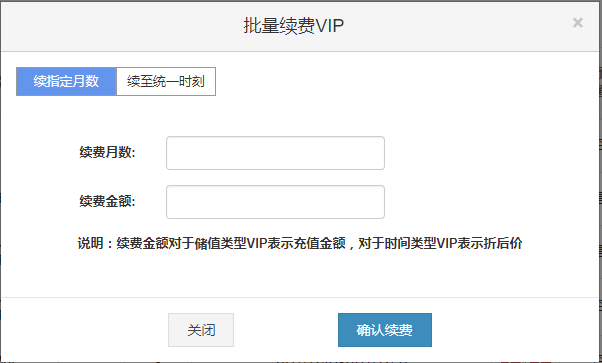 批量续费VIP
×
续指定月数 续至统一时刻
续费月数:
续费金额:
说明：续费金额对于储值类型VIP表示充值金额，对于时间类型VIP表示折后价
关闭 确认续费